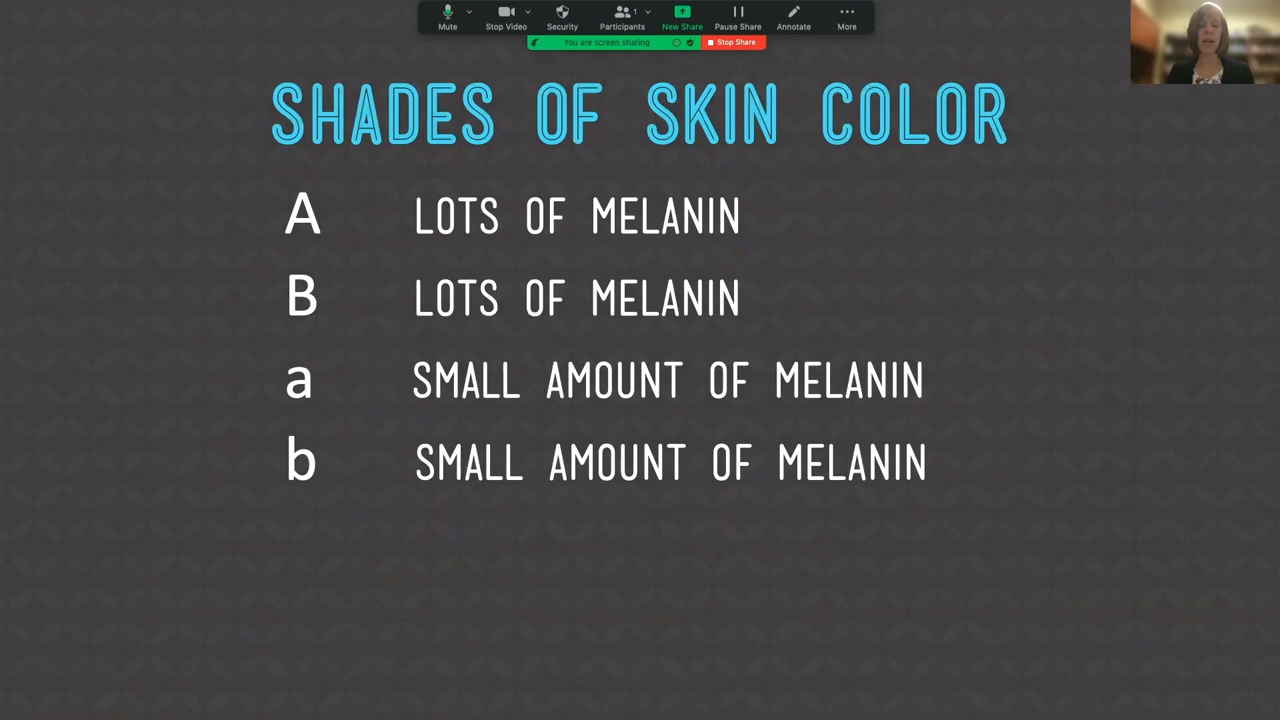 Mute
Stop Video
Security
Participants
1
New Share
Pause Share
Annotate
More
You are screen sharing
Stop Share
SHADES OF SKIN COLOR
A LOTS OF MELANIN
B LOTS OF MELANIN
a SMALL AMOUNT OF MELANIN
b SMALL AMOUNT OF MELANIN